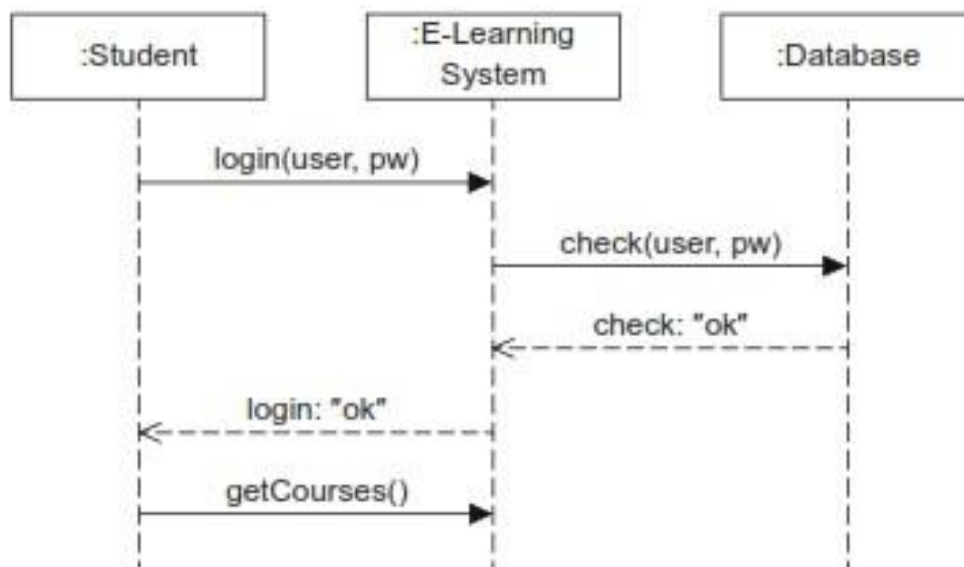 :Student
:E-Learning
System
:Database
login(user, pw)
check(user, pw)
check: "ok"
login: "ok"
getCourses()